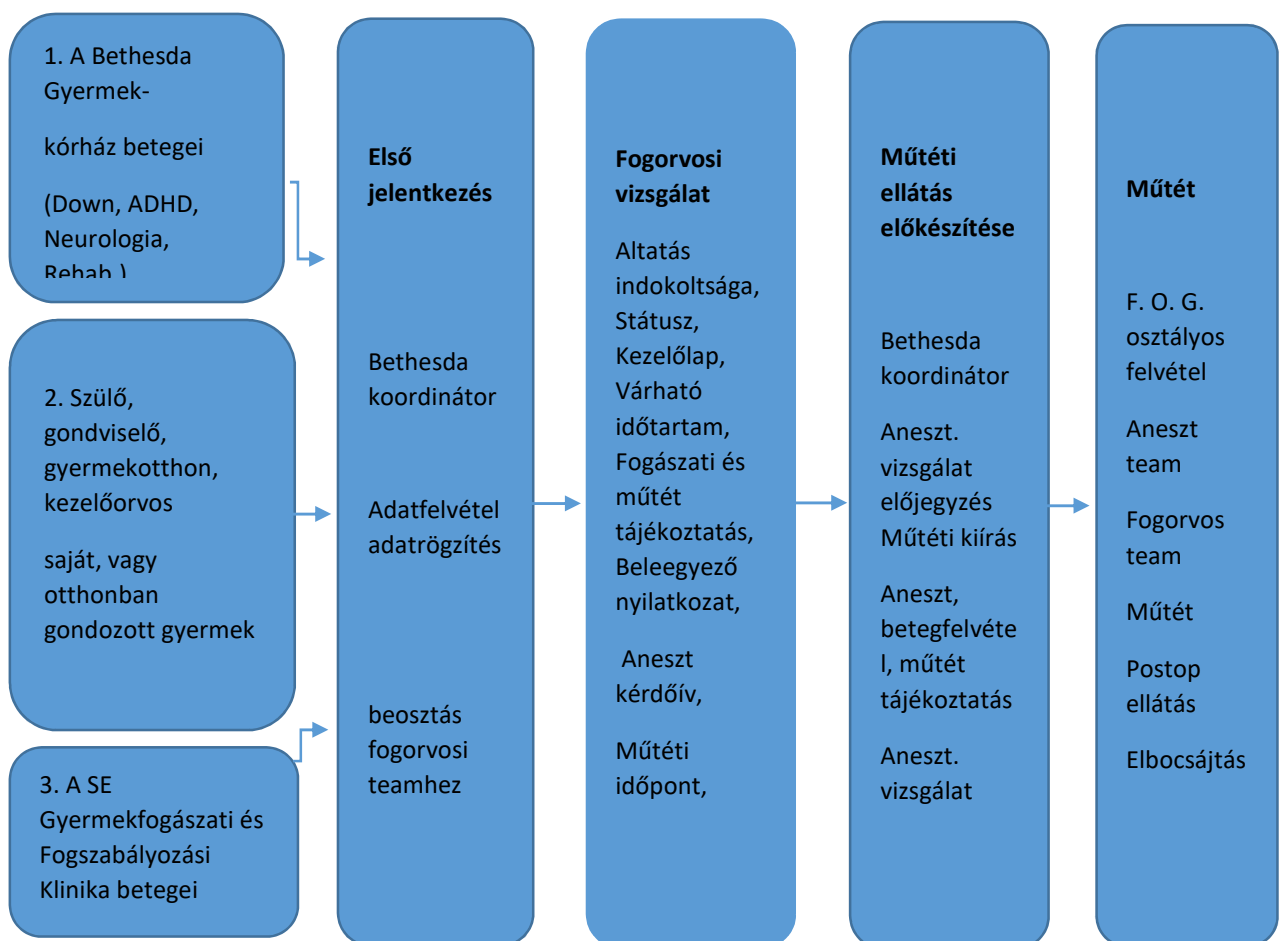 1. A Bethesda
Gyermek-
kórház betegei
(Down, ADHD,
Neurologia,
Rehab.)
2. Szülő,
gondviselő,
gyermekotthon,
kezelőorvos
saját, vagy
otthonban
gondozott gyermek
3. A SE
Gyermekfogászati és
Fogszabályozási
Klinika betegei
Első
jelentkezés
Bethesda
koordinátor
Adatfelvétel
adatrögzítés
beosztás
fogorvosi
teamhez
Fogorvosi
vizsgálat
Altatás
indokoltsága,
Státusz,
Kezelőlap,
Várható
időtartam,
Fogászati és
műtét
tájékoztatás,
Beleegyező
nyilatkozat,
Aneszt
kérdőív,
Műtéti
időpont,
Műtéti
ellátás
előkészítése
Bethesda
koordinátor
Aneszt.
vizsgálat
előjegyzés
Műtéti kiírás
Aneszt,
betegfelvéte
l, műtét
tájékoztatás
Aneszt.
vizsgálat
Műtét
F. O. G.
osztályos
felvétel
Aneszt
team
Fogorvos
team
Műtét
Postop
ellátás
Elbocsájtás